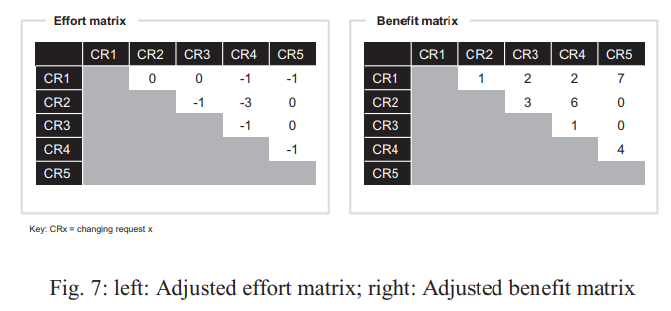 Effort matrix
CR1 CR2 CR3 CR4 CR5
CR1 0 0 -1 -1
CR2 -1 -3 0
CR3 -1 0
CR4 -1
CR5
Benefit matrix
CR1 CR2 CR3 CR4 CR5
CR1 1 2 2 7
CR2 3 6 0
CR3 1 0
CR4 4
CR5
Key: CRx = changing request x
Fig. 7: left: Adjusted effort matrix; right: Adjusted benefit matrix